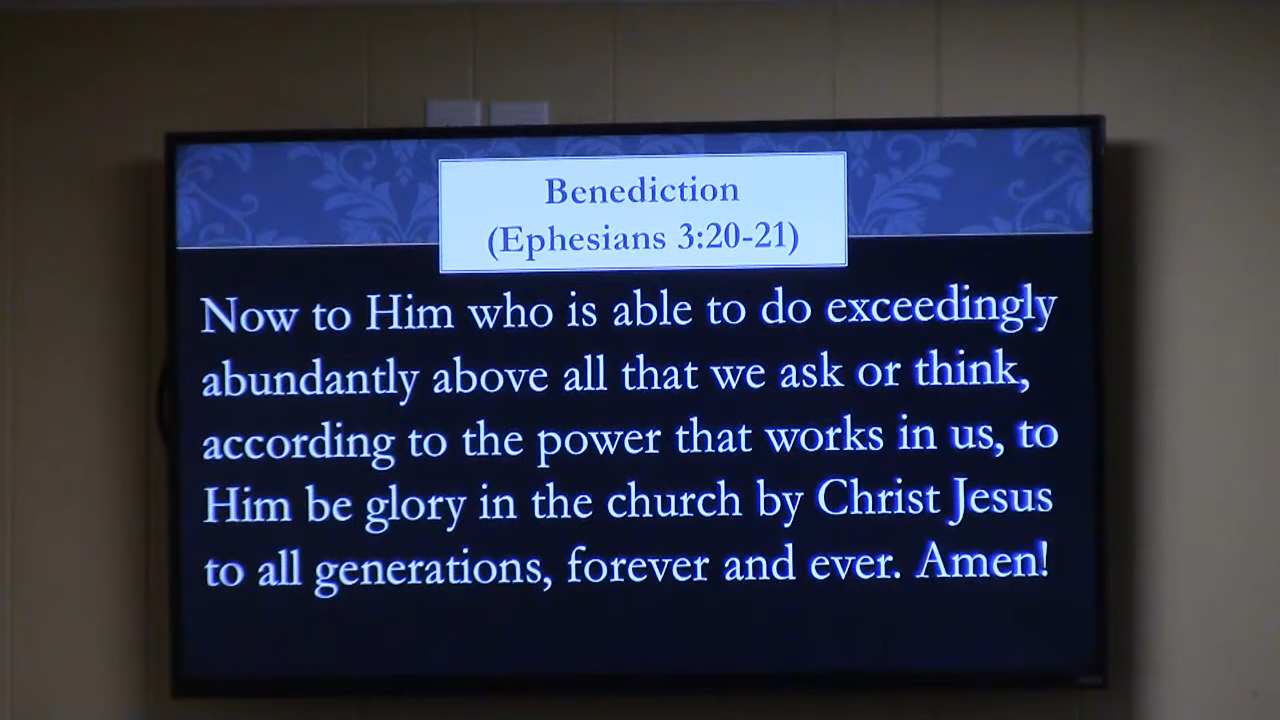 Benediction
(Ephesians 3:20-21)
Now to Him who is able to do exceedingly
abundantly above all that we ask or think,
according to the power that works in us, to
Him be glory in the church by Christ Jesus
to all generations, forever and ever. Amen!